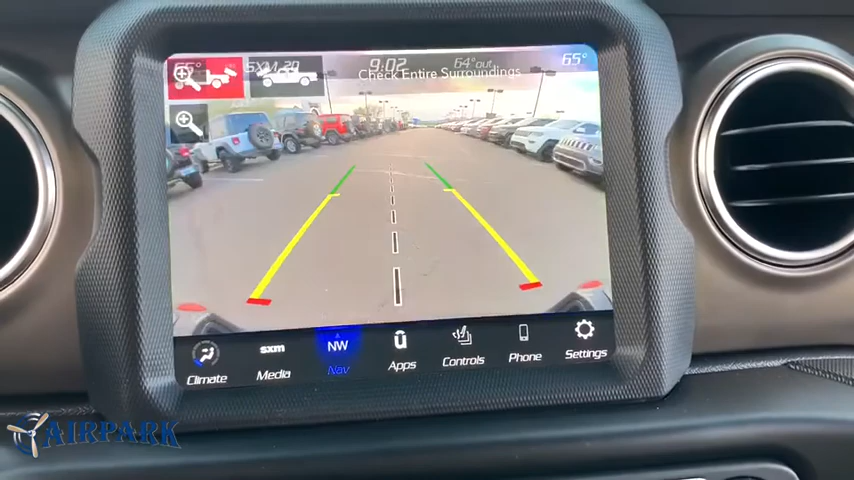 65° SXM 20 9:02 64° out 65°
Check Entire Surroundings
NW
sxm
Climate Media Nav Apps Controls Phone Settings
AIRPARK